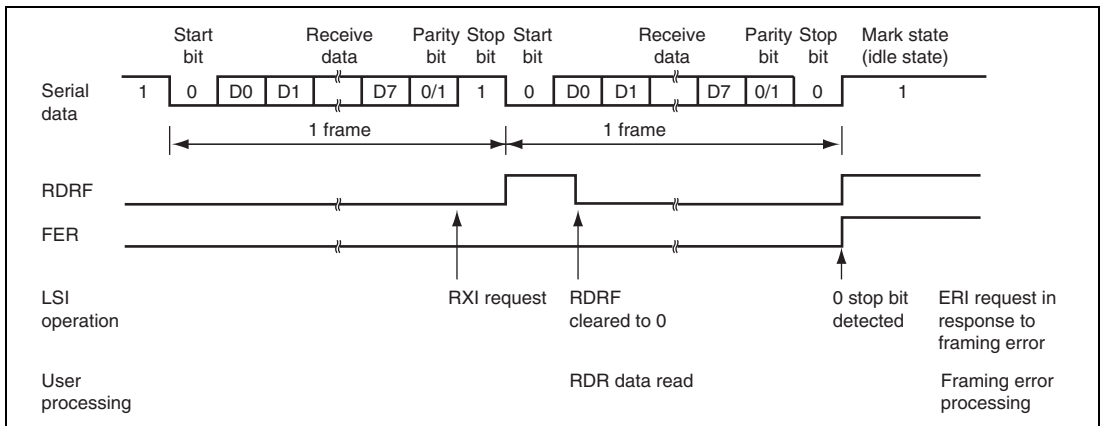 Start bit Receive data Parity bit Stop bit Start bit Receive data Parity bit Stop bit Mark state (idle state)
Serial data 1 0 D0 D1 D7 0/1 1 0 D0 D1 D7 0/1 0 1
1 frame 1 frame
RDRF
FER
LSI operation RXI request RDRF cleared to 0 0 stop bit detected ERI request in response to framing error
User processing RDR data read Framing error processing